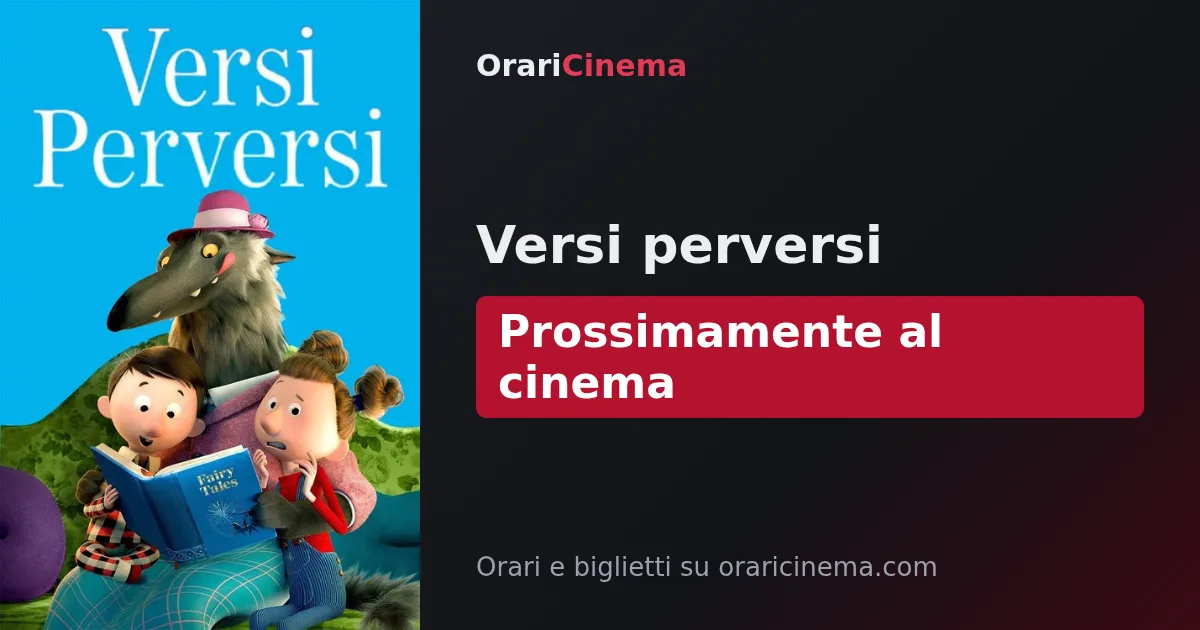 Versi
Perversi
Fairy
Tales
OrariCinema
Versi perversi
Prossimamente al
cinema
Orari e biglietti su oraricinema.com